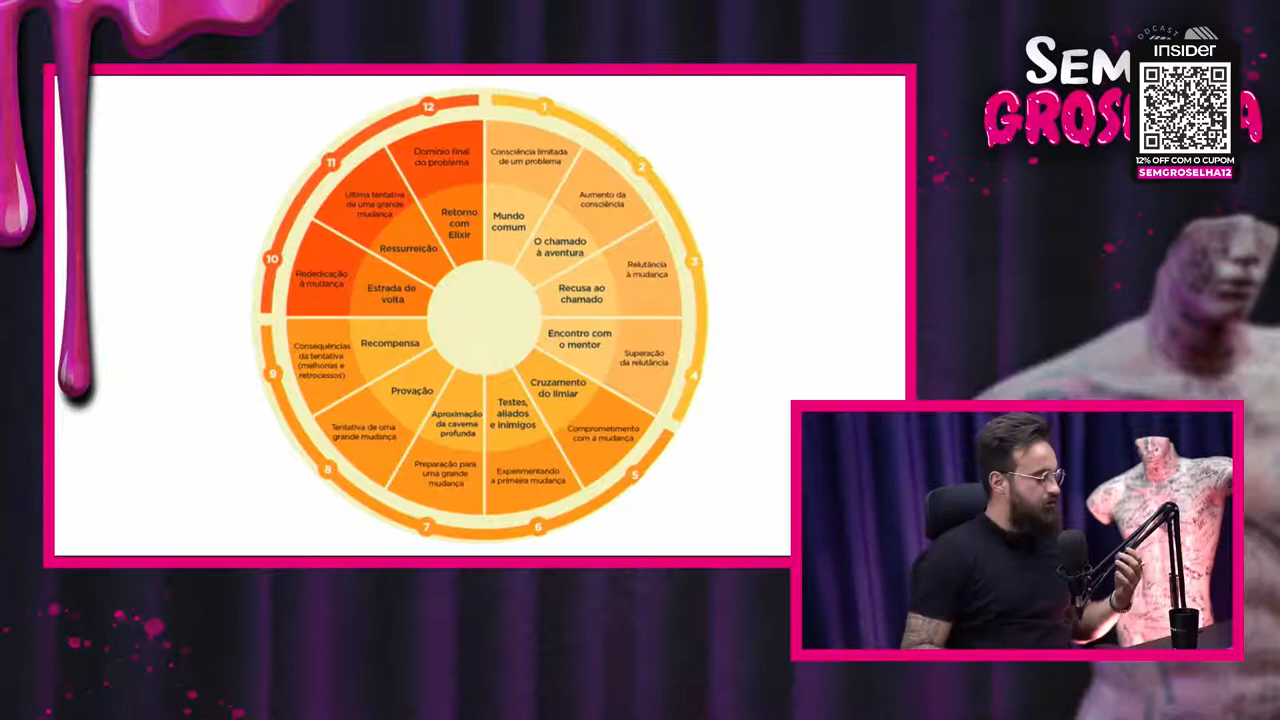 12
1
Domínio final
do problema
Consciência limitada
de um problema
11
2
Última tentativa
de uma grande
mudança
Aumento da
consciência
Retorno
com
Elixir
Mundo
comum
Ressurreição
O chamado
à aventura
10
3
Rededicação
à mudança
Relutância
à mudança
Estrada de
volta
Recusa ao
chamado
Recompensa
Encontro com
o mentor
Consequências
da tentativa
(melhorias e
retrocessos)
Superação
da relutância
9
4
Provação
Cruzamento
do limiar
Aproximação
da caverna
profunda
Testes,
aliados
e inimigos
Tentativa de uma
grande mudança
Comprometimento
com a mudança
Preparação para
uma grande
mudança
Experimentando
a primeira mudança
8
5
7
6
SEM
insider
12% OFF COM O CUPOM
SEMGROSELHA12